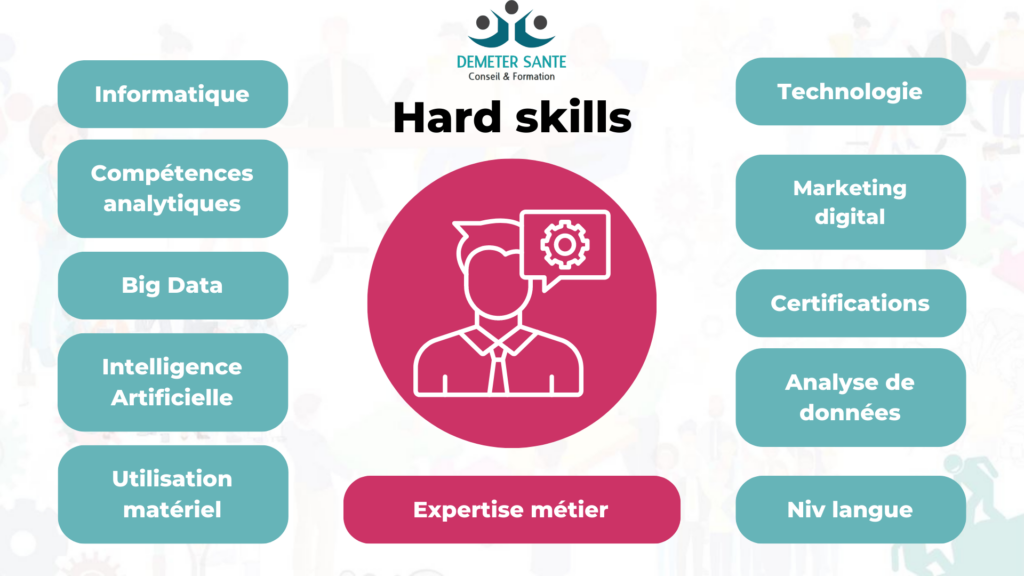 DEMETER SANTE
Conseil & Formation
Hard skills
Informatique
Compétences
analytiques
Big Data
Intelligence
Artificielle
Utilisation
matériel
Expertise métier
Technologie
Marketing
digital
Certifications
Analyse de
données
Niv langue